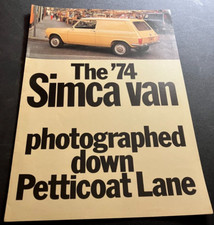 The '74
Simca van
photographed
down
Petticoat Lane